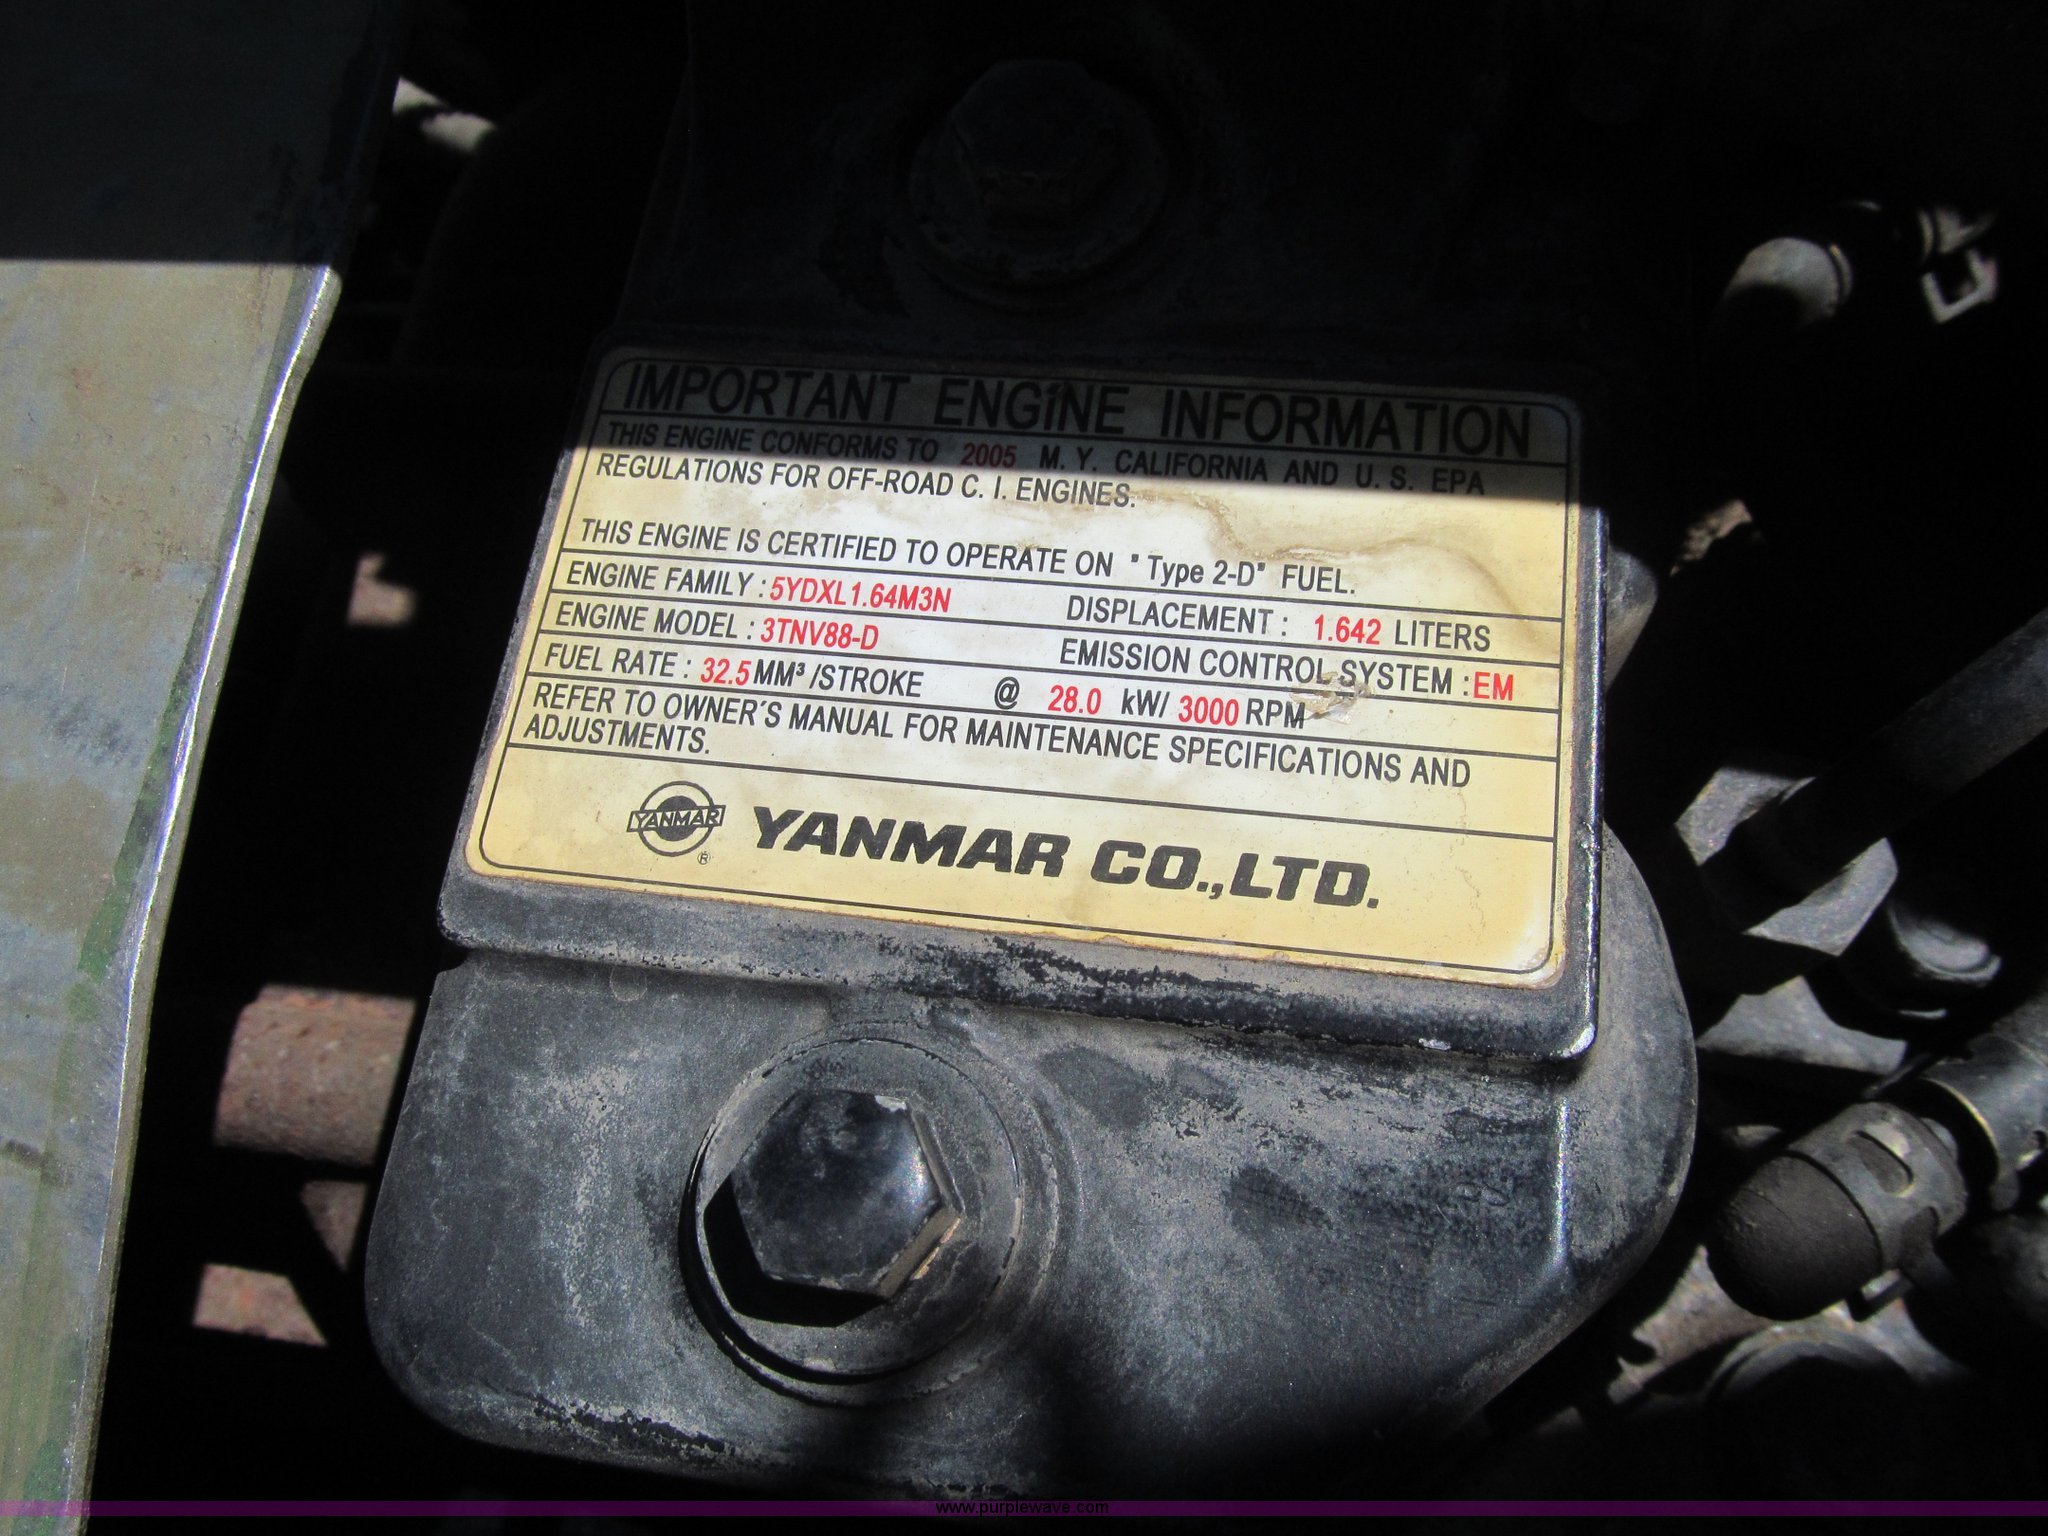 IMPORTANT ENGINE INFORMATION
THIS ENGINE CONFORMS TO 2005 M. Y. CALIFORNIA AND U. S. EPA
REGULATIONS FOR OFF-ROAD C. I. ENGINES.
THIS ENGINE IS CERTIFIED TO OPERATE ON "Type 2-D" FUEL.
ENGINE FAMILY : 5YDXL1.64M3N DISPLACEMENT : 1.642 LITERS
ENGINE MODEL : 3TNV88-D EMISSION CONTROL SYSTEM : EM
FUEL RATE : 32.5 MM³ /STROKE @ 28.0 kW/ 3000 RPM
REFER TO OWNER'S MANUAL FOR MAINTENANCE SPECIFICATIONS AND
ADJUSTMENTS.
YANMAR ® YANMAR CO.,LTD.
www.purplewave.com